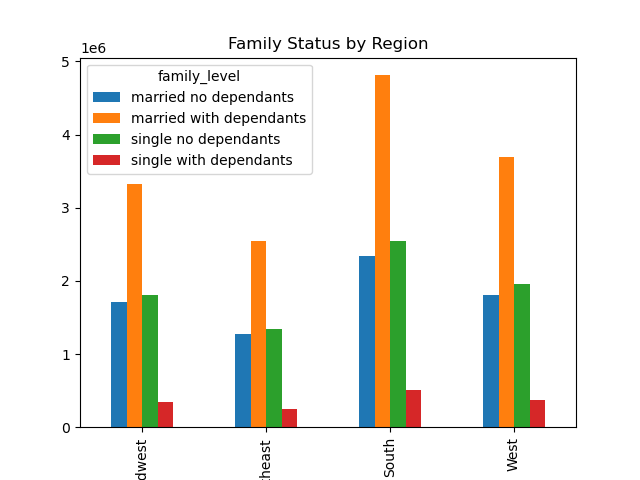 Family Status by Region
1e6
family_level
married no dependants
married with dependants
single no dependants
single with dependants
5
4
3
2
1
0
dwest
theast
South
West